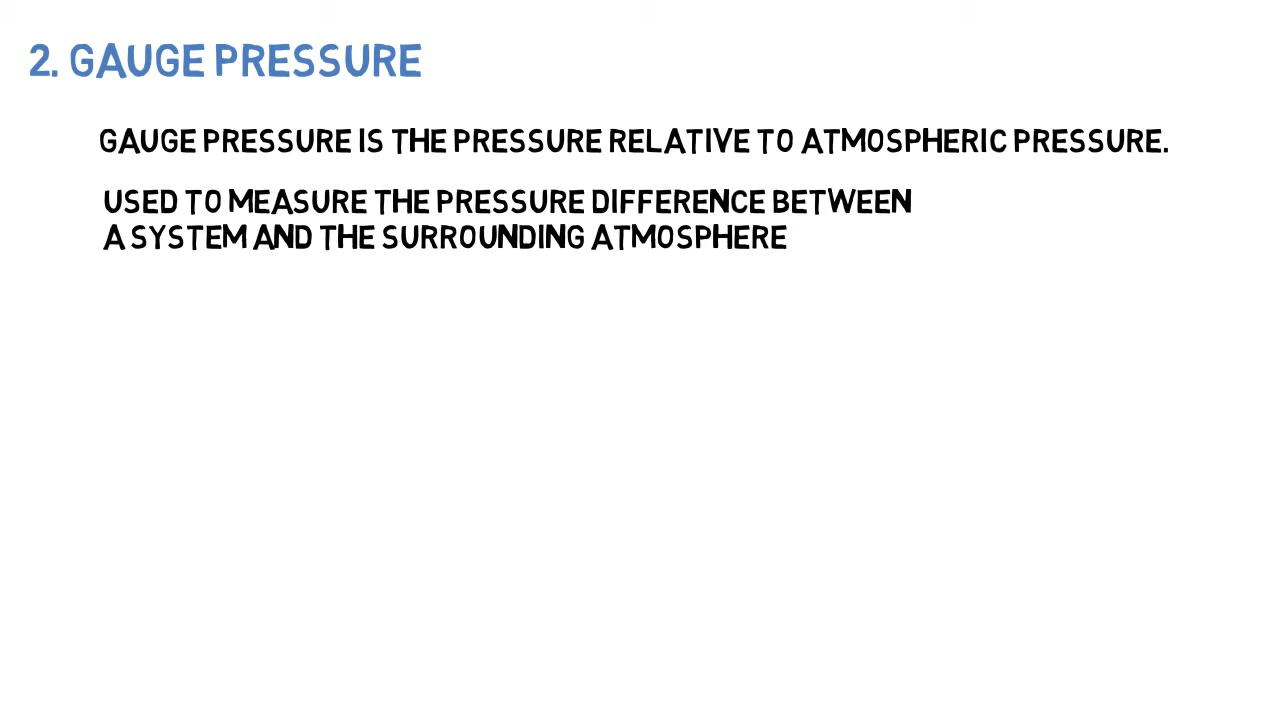 2. GAUGE PRESSURE
GAUGE PRESSURE IS THE PRESSURE RELATIVE TO ATMOSPHERIC PRESSURE.
USED TO MEASURE THE PRESSURE DIFFERENCE BETWEEN
A SYSTEM AND THE SURROUNDING ATMOSPHERE